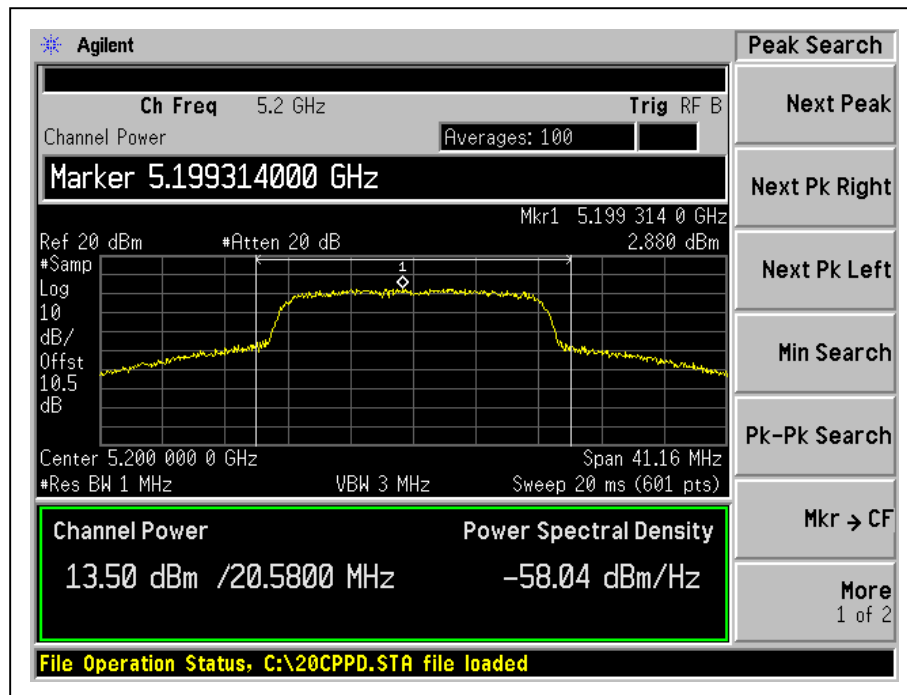 Agilent
Peak Search
Ch Freq 5.2 GHz Trig RF B
Channel Power Averages: 100
Marker 5.199314000 GHz
Mkr1 5.199 314 0 GHz
Ref 20 dBm #Atten 20 dB 2.880 dBm
#Samp
Log
10
dB/
Offst
10.5
dB
1
Center 5.200 000 0 GHz Span 41.16 MHz
#Res BW 1 MHz VBW 3 MHz Sweep 20 ms (601 pts)
Channel Power Power Spectral Density
13.50 dBm /20.5800 MHz -58.04 dBm/Hz
File Operation Status, C:\20CPPD.STA file loaded
Next Peak
Next Pk Right
Next Pk Left
Min Search
Pk-Pk Search
Mkr → CF
More
1 of 2